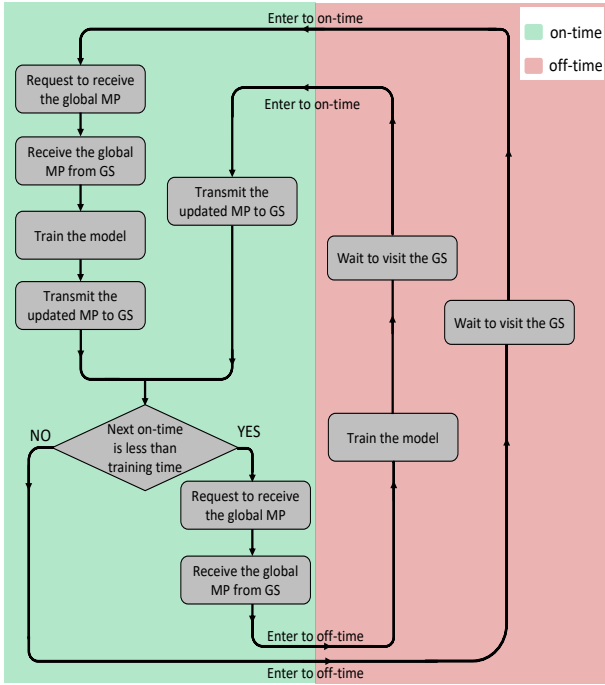 Enter to on-time
on-time
off-time
Request to receive
the global MP
Enter to on-time
Receive the global
MP from GS
Transmit the
updated MP to GS
Train the model
Wait to visit the GS
Transmit the
updated MP to GS
Wait to visit the GS
Next on-time
is less than
training time
NO
YES
Train the model
Request to receive
the global MP
Receive the global
MP from GS
Enter to off-time
Enter to off-time